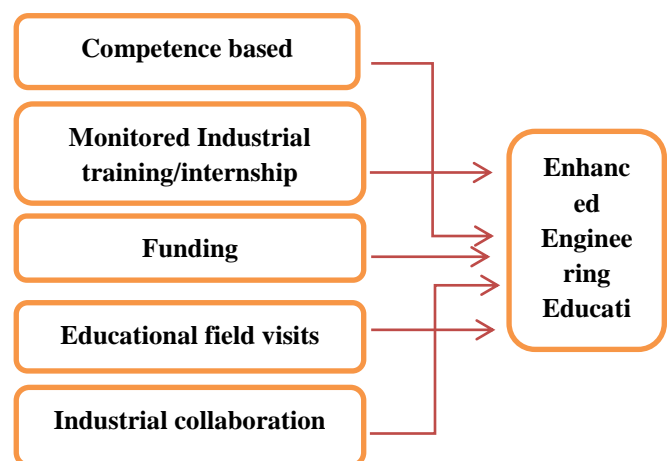 Competence based
Monitored Industrial
training/internship
Funding
Educational field visits
Industrial collaboration
Enhanc
ed
Enginee
ring
Educati